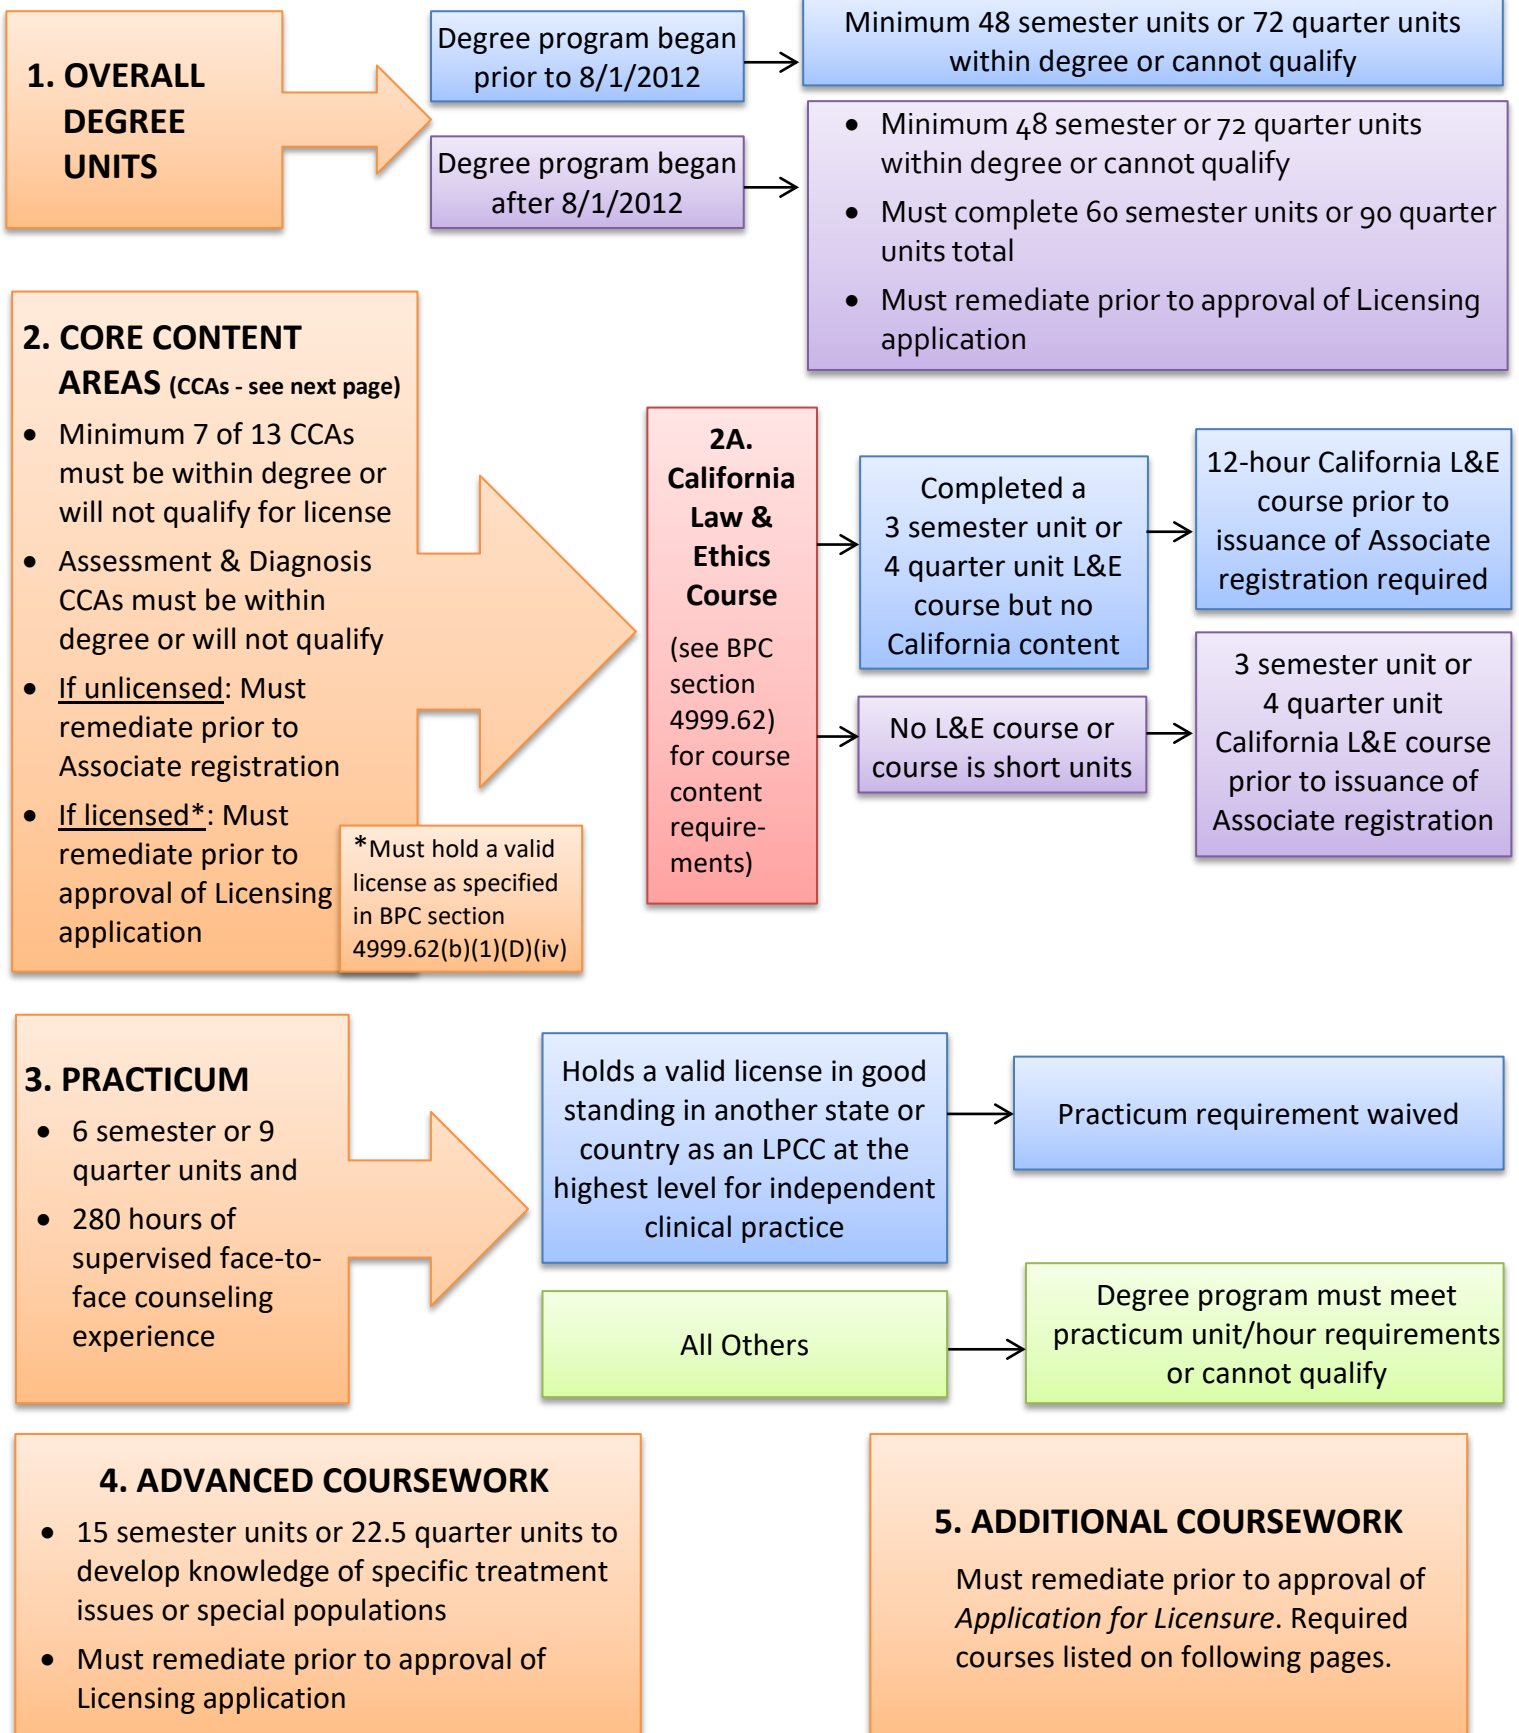 1. OVERALL
DEGREE
UNITS
Degree program began
prior to 8/1/2012
Minimum 48 semester units or 72 quarter units
within degree or cannot qualify
Degree program began
after 8/1/2012
• Minimum 48 semester or 72 quarter units
within degree or cannot qualify
• Must complete 60 semester units or 90 quarter
units total
• Must remediate prior to approval of Licensing
application
2. CORE CONTENT
AREAS (CCAs - see next page)
• Minimum 7 of 13 CCAs
must be within degree or
will not qualify for license
• Assessment & Diagnosis
CCAs must be within
degree or will not qualify
• If unlicensed: Must
remediate prior to
Associate registration
• If licensed*: Must
remediate prior to
approval of Licensing
application
*Must hold a valid
license as specified
in BPC section
4999.62(b)(1)(D)(iv)
2A.
California
Law &
Ethics
Course
(see BPC
section
4999.62)
for course
content
require-
ments)
Completed a
3 semester unit or
4 quarter unit L&E
course but no
California content
12-hour California L&E
course prior to
issuance of Associate
registration required
No L&E course or
course is short units
3 semester unit or
4 quarter unit
California L&E course
prior to issuance of
Associate registration
3. PRACTICUM
• 6 semester or 9
quarter units and
• 280 hours of
supervised face-to-
face counseling
experience
Holds a valid license in good
standing in another state or
country as an LPCC at the
highest level for independent
clinical practice
Practicum requirement waived
All Others
Degree program must meet
practicum unit/hour requirements
or cannot qualify
4. ADVANCED COURSEWORK
• 15 semester units or 22.5 quarter units to
develop knowledge of specific treatment
issues or special populations
• Must remediate prior to approval of
Licensing application
5. ADDITIONAL COURSEWORK
Must remediate prior to approval of
Application for Licensure. Required
courses listed on following pages.